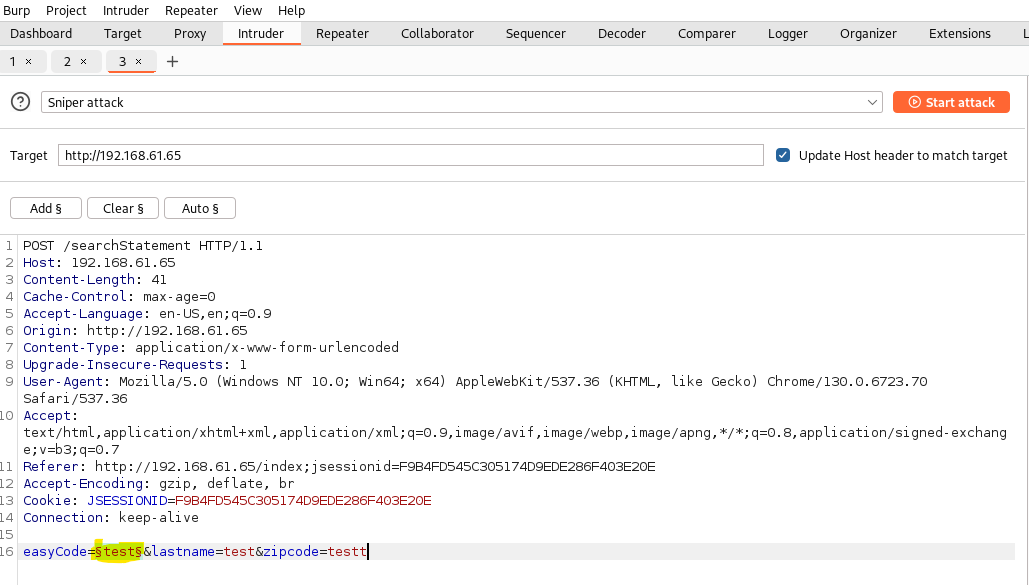 Burp Project Intruder Repeater View Help
Dashboard Target Proxy Intruder Repeater Collaborator Sequencer Decoder Comparer Logger Organizer Extensions L
1 × 2 × 3 × +
? Sniper attack Start attack
Target http://192.168.61.65 Update Host header to match target
Add § Clear § Auto §
1 POST /searchStatement HTTP/1.1
2 Host: 192.168.61.65
3 Content-Length: 41
4 Cache-Control: max-age=0
5 Accept-Language: en-US,en;q=0.9
6 Origin: http://192.168.61.65
7 Content-Type: application/x-www-form-urlencoded
8 Upgrade-Insecure-Requests: 1
9 User-Agent: Mozilla/5.0 (Windows NT 10.0; Win64; x64) AppleWebKit/537.36 (KHTML, like Gecko) Chrome/130.0.6723.70
Safari/537.36
10 Accept:
text/html,application/xhtml+xml,application/xml;q=0.9,image/avif,image/webp,image/apng,*/*;q=0.8,application/signed-exchang
e;v=b3;q=0.7
11 Referer: http://192.168.61.65/index;jsessionid=F9B4FD545C305174D9EDE286F403E20E
12 Accept-Encoding: gzip, deflate, br
13 Cookie: JSESSIONID=F9B4FD545C305174D9EDE286F403E20E
14 Connection: keep-alive
15
16 easyCode=§test§&lastname=test&zipcode=testt